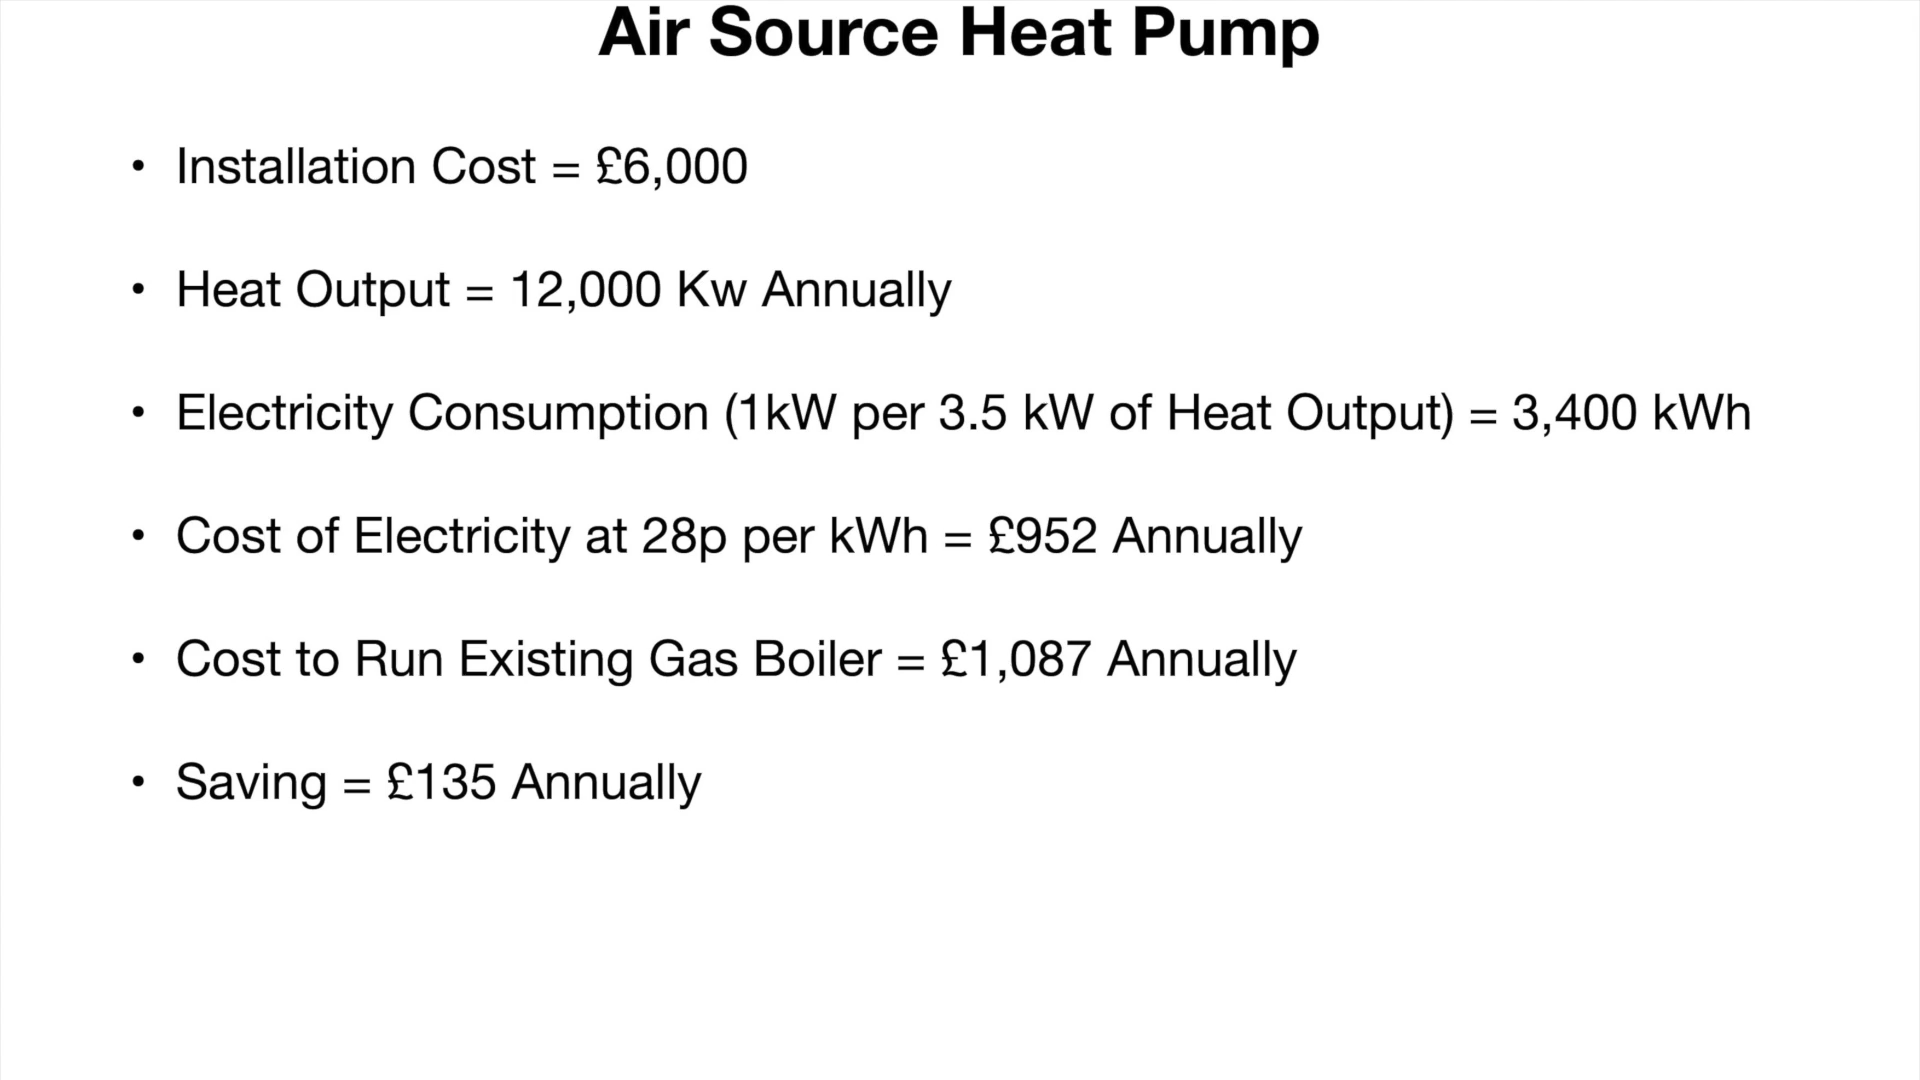 Air Source Heat Pump
• Installation Cost = £6,000
• Heat Output = 12,000 Kw Annually
• Electricity Consumption (1kW per 3.5 kW of Heat Output) = 3,400 kWh
• Cost of Electricity at 28p per kWh = £952 Annually
• Cost to Run Existing Gas Boiler = £1,087 Annually
• Saving = £135 Annually